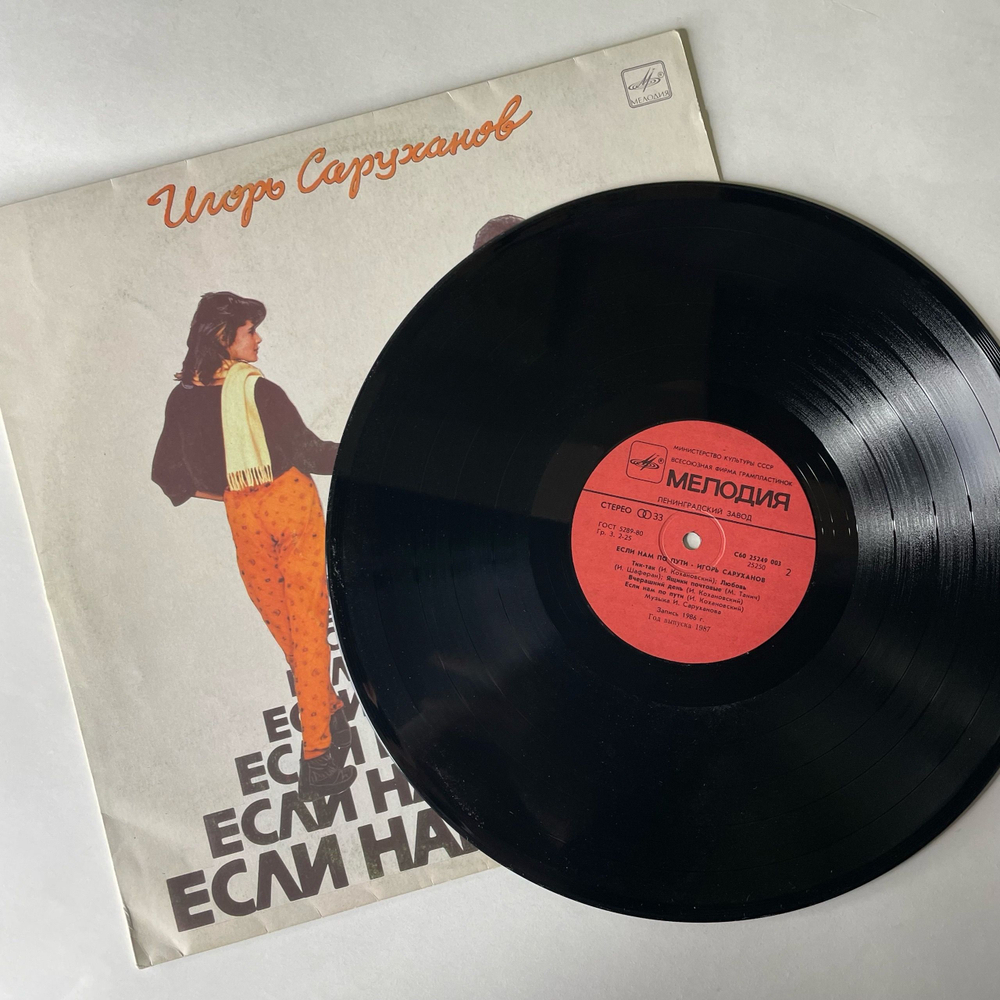 Игорь Саруханов
МЕЛОДИЯ
ЕСЛИ
ЕСЛИ НА
ЕСЛИ НА
МИНИСТЕРСТВО КУЛЬТУРЫ СССР
ВСЕСОЮЗНАЯ ФИРМА ГРАМПЛАСТИНОК
МЕЛОДИЯ
ЛЕНИНГРАДСКИЙ ЗАВОД
СТЕРЕО 33
ГОСТ 5289-80
Гр. 3. 2-25
С60 25249 003
25250 2
ЕСЛИ НАМ ПО ПУТИ - ИГОРЬ САРУХАНОВ
Тик-так (И. Кохановский); Любовь
(И. Шаферан); Ящики почтовые (М. Танич)
Вчерашний день (И. Кохановский)
Если нам по пути (И. Кохановский)
Музыка И. Саруханова
Запись 1986 г.
Год выпуска 1987